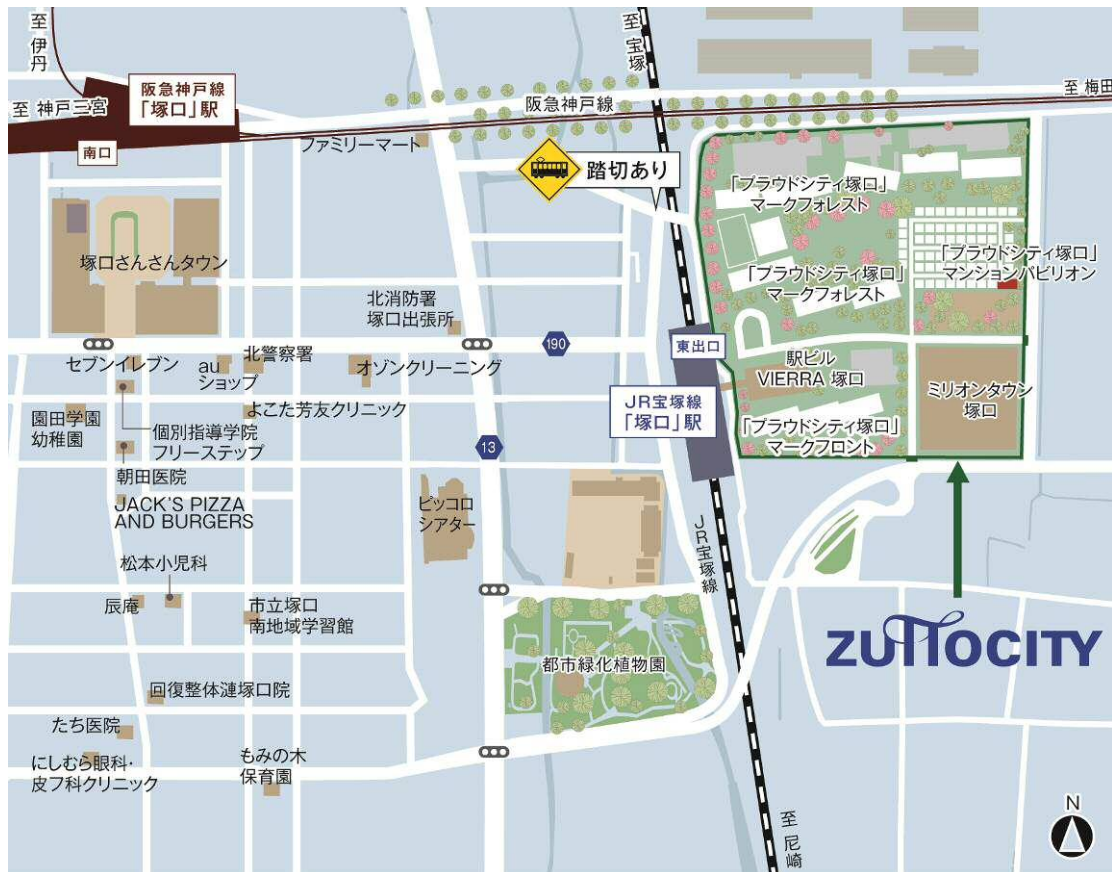 至 伊丹
至 宝塚
阪急神戸線
「塚口」駅
至 梅田
至 神戸三宮
阪急神戸線
南口
ファミリーマート
踏切あり
「プラウドシティ塚口」
マークフォレスト
「プラウドシティ塚口」
マンションパビリオン
塚口さんさんタウン
「プラウドシティ塚口」
マークフォレスト
北消防署
塚口出張所
190
東出口
セブンイレブン
au
ショップ
北警察署
オゾンクリーニング
駅ビル
VIERRA 塚口
ミリオンタウン
塚口
JR宝塚線
「塚口」駅
園田学園
幼稚園
よこた芳友クリニック
個別指導学院
フリーステップ
「プラウドシティ塚口」
マークフロント
13
朝田医院
JACK'S PIZZA
AND BURGERS
ピッコロ
シアター
JR宝塚線
松本小児科
辰庵
市立塚口
南地域学習館
ZUTTOCITY
都市緑化植物園
回復整体漣塚口院
たち医院
にしむら眼科・
皮フ科クリニック
もみの木
保育園
至 尼崎
N